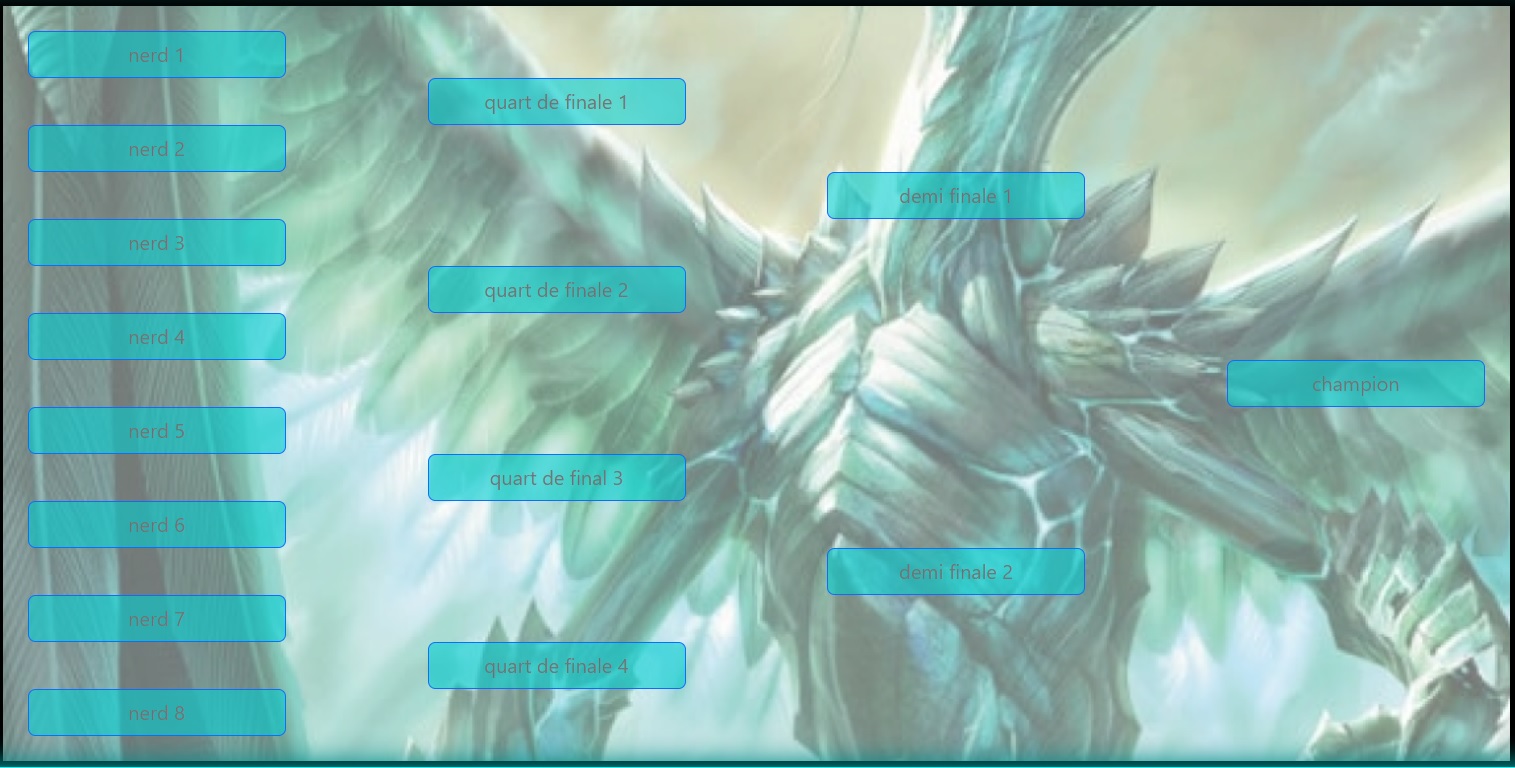 nerd 1
nerd 2
nerd 3
nerd 4
nerd 5
nerd 6
nerd 7
nerd 8
quart de finale 1
quart de finale 2
quart de final 3
quart de finale 4
demi finale 1
demi finale 2
champion